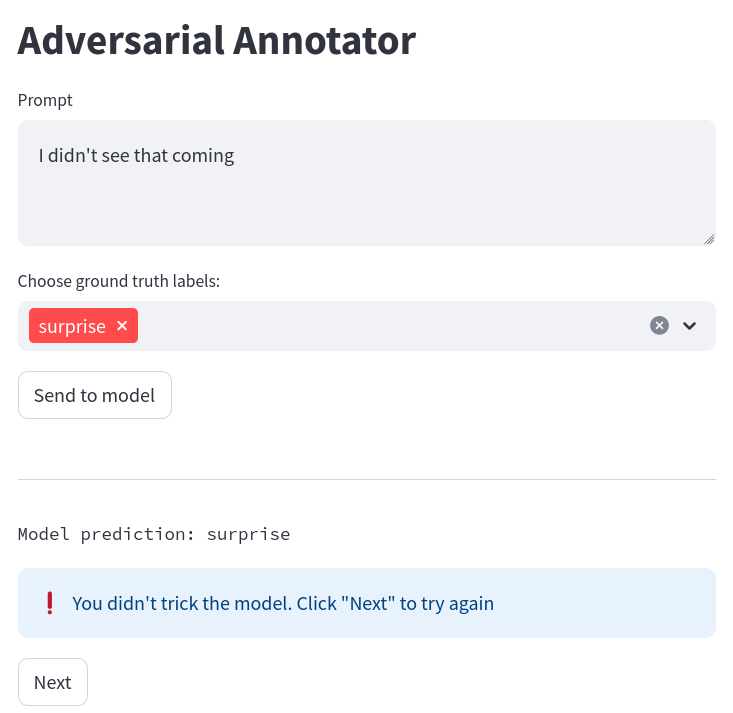 Adversarial Annotator
Prompt
I didn't see that coming
Choose ground truth labels:
surprise
Send to model
Model prediction: surprise
❗ You didn't trick the model. Click "Next" to try again
Next